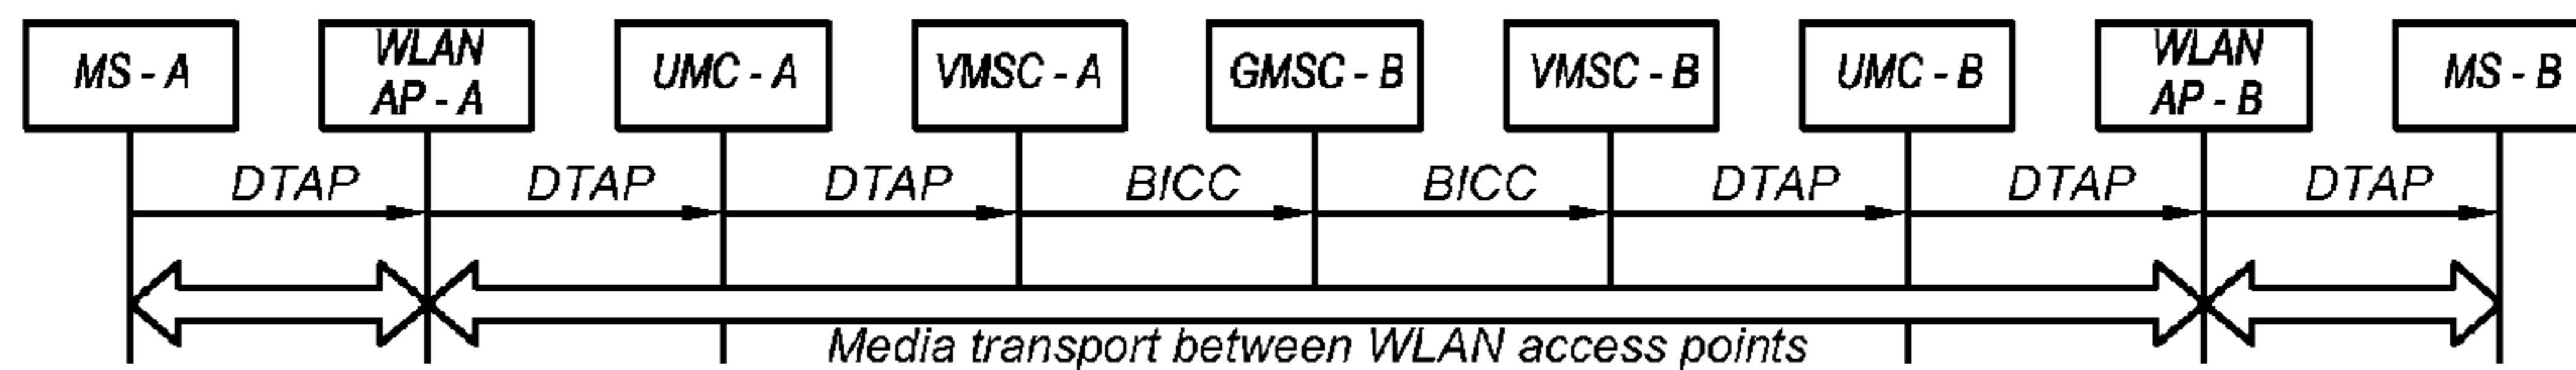 MS - A
WLAN
AP - A
UMC - A
VMSC - A
GMSC - B
VMSC - B
UMC - B
WLAN
AP - B
MS - B
DTAP
DTAP
DTAP
BICC
BICC
DTAP
DTAP
DTAP
Media transport between WLAN access points